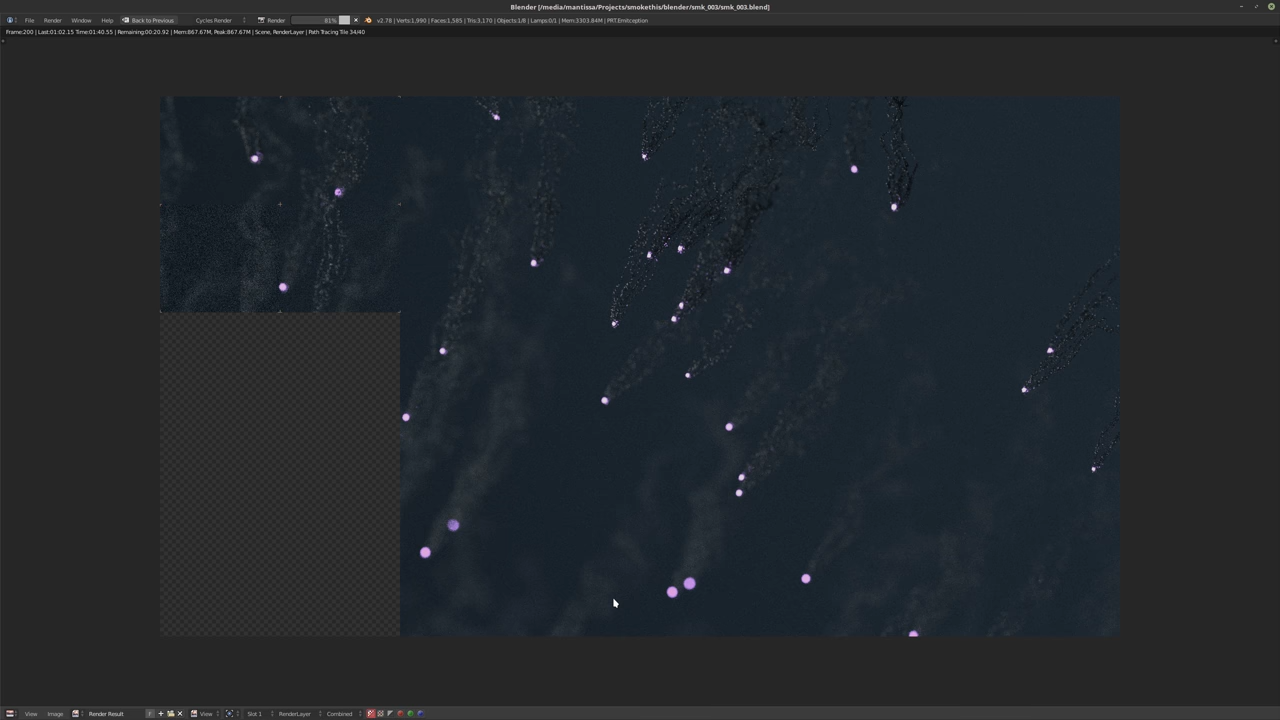 Blender [/media/mantissa/Projects/smokethis/blender/smk_003/smk_003.blend]
File Render Window Help Back to Previous Cycles Render Render 81% v2.78 | Verts:1,990 | Faces:1,585 | Tris:3,170 | Objects:1/8 | Lamps:0/1 | Mem:3303.84M | PRT.Emitception
Frame:200 | Last:01:02.15 Time:01:40.55 | Remaining:00:20.92 | Mem:867.67M, Peak:867.67M | Scene, RenderLayer | Path Tracing Tile 34/40
View Image Render Result F View Slot 1 RenderLayer Combined